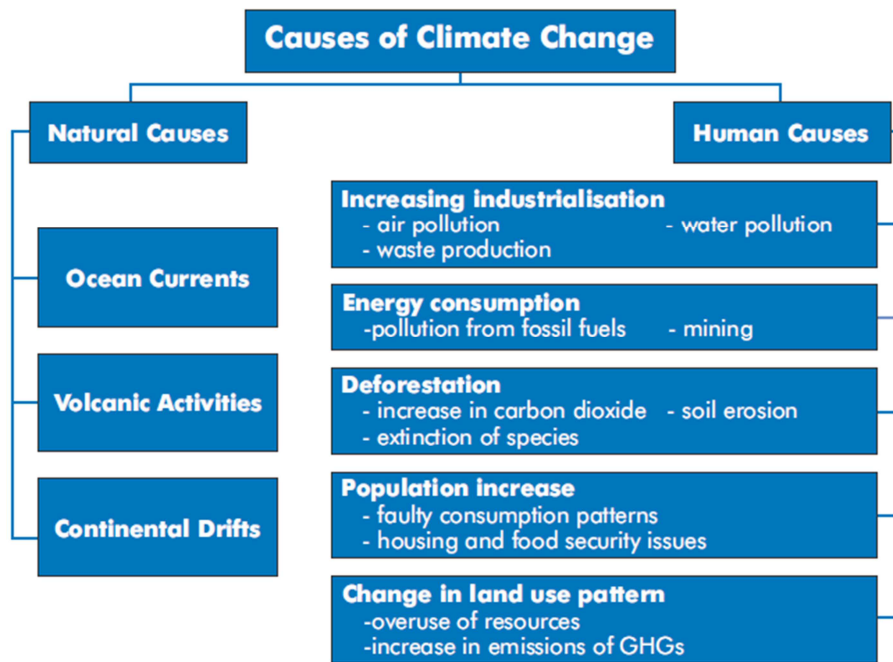 Causes of Climate Change
Natural Causes
Human Causes
Ocean Currents
Volcanic Activities
Continental Drifts
Increasing industrialisation
- air pollution - water pollution
- waste production
Energy consumption
-pollution from fossil fuels - mining
Deforestation
- increase in carbon dioxide - soil erosion
- extinction of species
Population increase
- faulty consumption patterns
- housing and food security issues
Change in land use pattern
-overuse of resources
-increase in emissions of GHGs